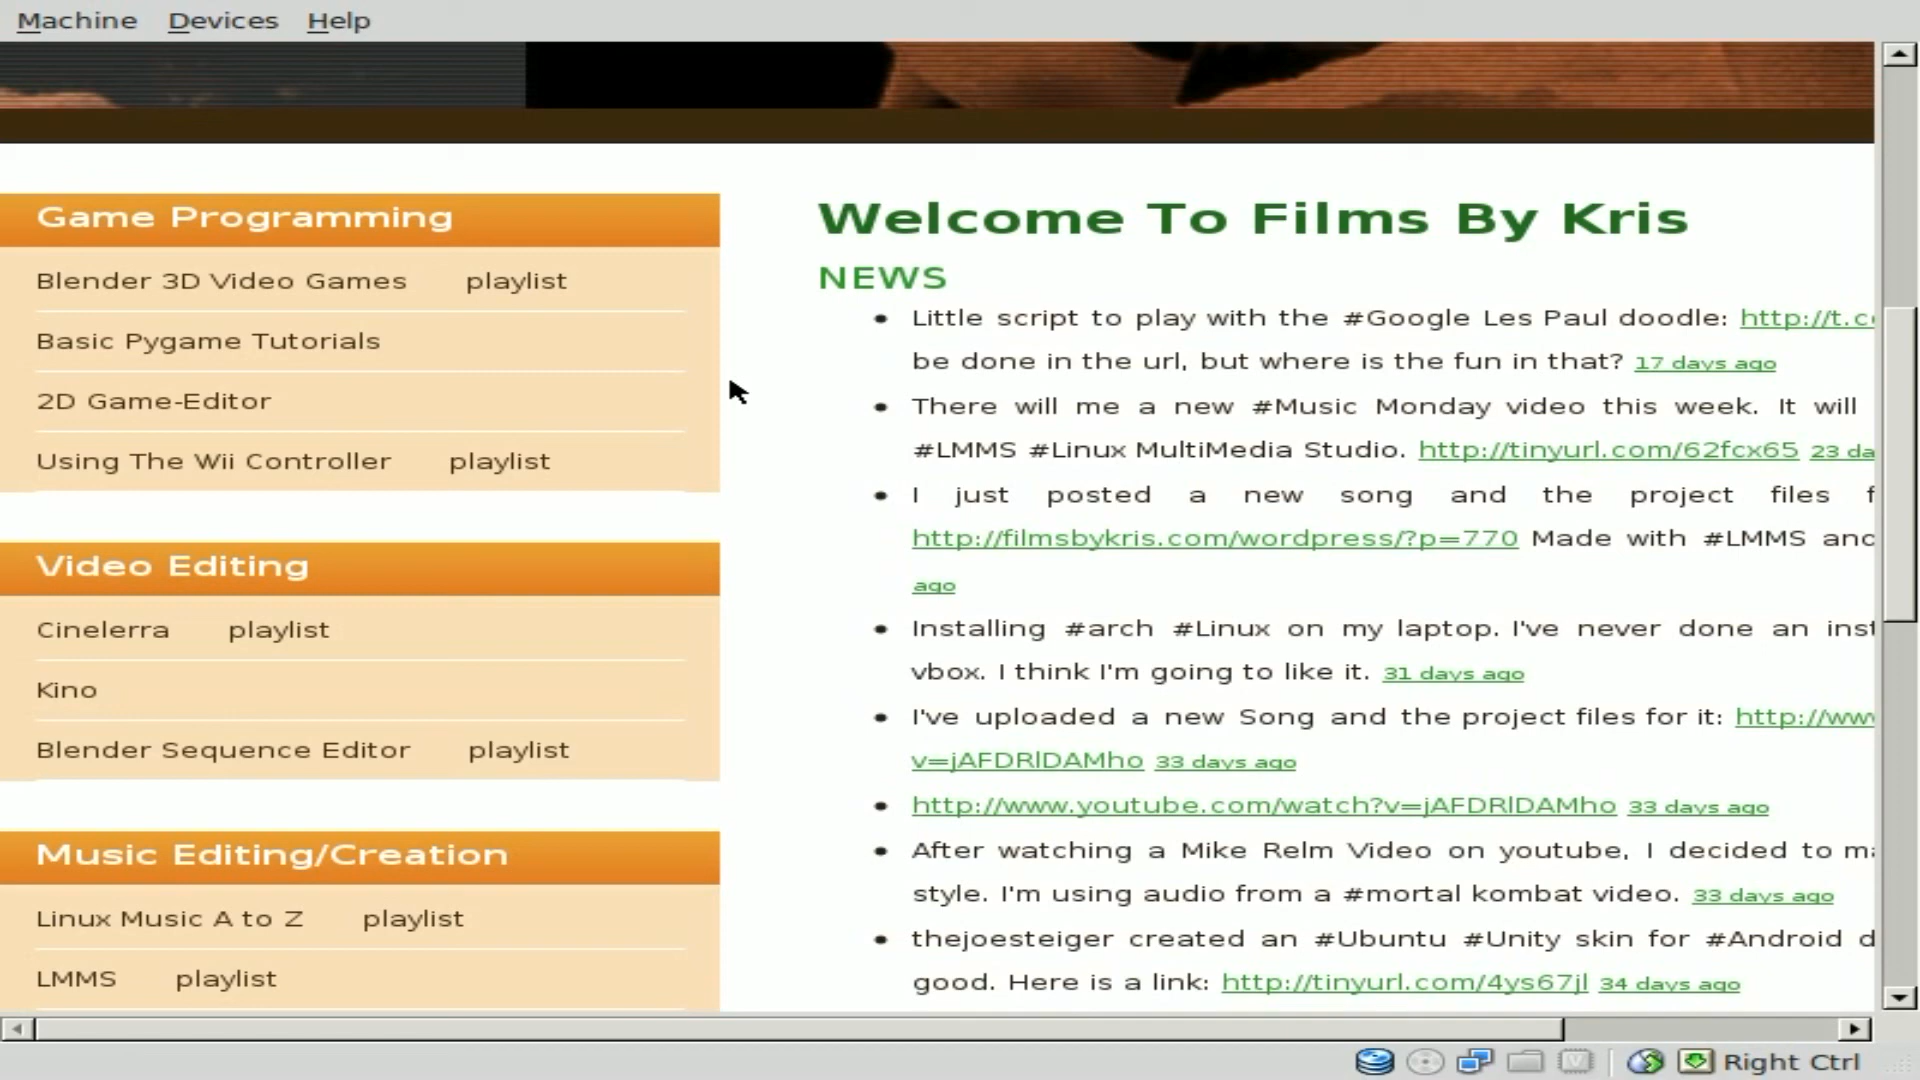 Machine Devices Help
Game Programming
Blender 3D Video Games playlist
Basic Pygame Tutorials
2D Game-Editor
Using The Wii Controller playlist
Video Editing
Cinelerra playlist
Kino
Blender Sequence Editor playlist
Music Editing/Creation
Linux Music A to Z playlist
LMMS playlist
Welcome To Films By Kris
NEWS
Little script to play with the #Google Les Paul doodle: http://t.c
be done in the url, but where is the fun in that? 17 days ago
There will me a new #Music Monday video this week. It will
#LMMS #Linux MultiMedia Studio. http://tinyurl.com/62fcx65 23 da
I just posted a new song and the project files f
http://filmsbykris.com/wordpress/?p=770 Made with #LMMS and
ago
Installing #arch #Linux on my laptop. I've never done an inst
vbox. I think I'm going to like it. 31 days ago
I've uploaded a new Song and the project files for it: http://www
v=jAFDRlDAMho 33 days ago
http://www.youtube.com/watch?v=jAFDRlDAMho 33 days ago
After watching a Mike Relm Video on youtube, I decided to ma
style. I'm using audio from a #mortal kombat video. 33 days ago
thejoesteiger created an #Ubuntu #Unity skin for #Android d
good. Here is a link: http://tinyurl.com/4ys67jl 34 days ago
Right Ctrl